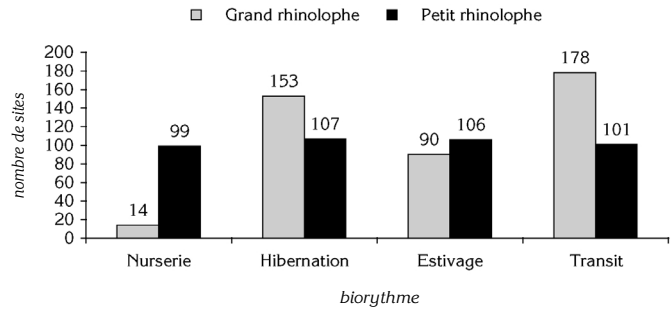 Grand rhinolophe Petit rhinolophe
nombre de sites
200
180
160
140
120
100
80
60
40
20
0
14 99 153 107 90 106 178 101
Nurserie Hibernation Estivage Transit
biorythme